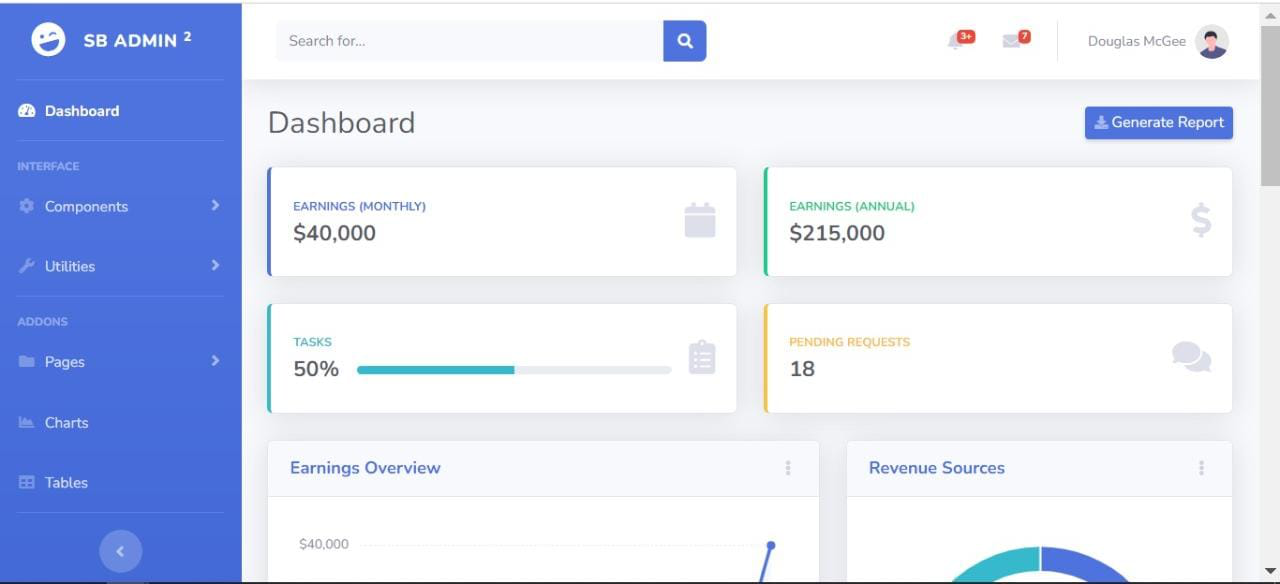 SB ADMIN 2
Search for...
3+
7
Douglas McGee
Dashboard
INTERFACE
Components
Utilities
ADDONS
Pages
Charts
Tables
Dashboard
Generate Report
EARNINGS (MONTHLY)
$40,000
EARNINGS (ANNUAL)
$215,000
TASKS
50%
PENDING REQUESTS
18
Earnings Overview
$40,000
Revenue Sources